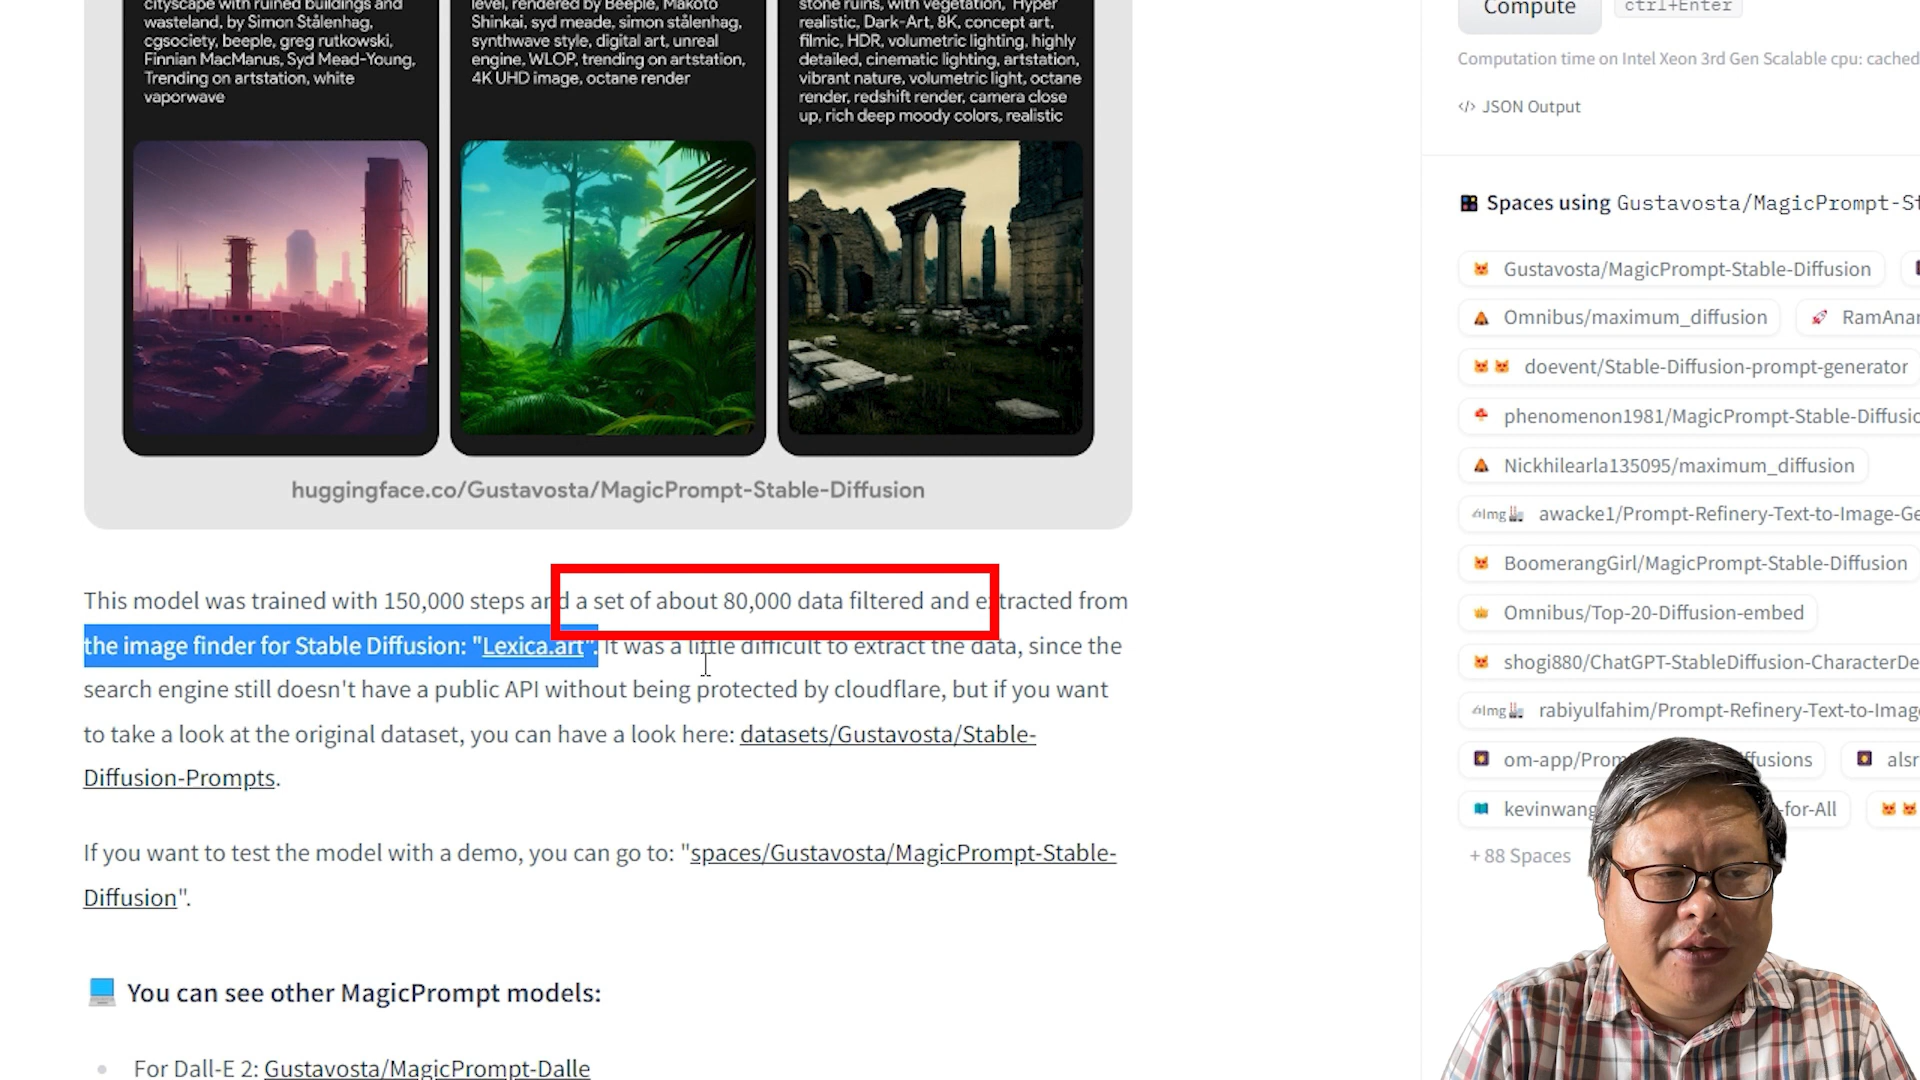 cityscape with ruined buildings and
wasteland, by Simon Stålenhag,
cgsociety, beeple, greg rutkowski,
Finnian MacManus, Syd Mead-Young,
Trending on artstation, white
vaporwave
level, rendered by Beeple, Makoto
Shinkai, syd meade, simon stålenhag,
synthwave style, digital art, unreal
engine, WLOP, trending on artstation,
4K UHD image, octane render
stone ruins, with vegetation, Hyper
realistic, Dark-Art, 8K, concept art,
filmic, HDR, volumetric lighting, highly
detailed, cinematic lighting, artstation,
vibrant nature, volumetric light, octane
render, redshift render, camera close
up, rich deep moody colors, realistic
huggingface.co/Gustavosta/MagicPrompt-Stable-Diffusion
This model was trained with 150,000 steps and a set of about 80,000 data filtered and extracted from
the image finder for Stable Diffusion: "Lexica.art". It was a little difficult to extract the data, since the
search engine still doesn't have a public API without being protected by cloudflare, but if you want
to take a look at the original dataset, you can have a look here: datasets/Gustavosta/Stable-
Diffusion-Prompts.
If you want to test the model with a demo, you can go to: "spaces/Gustavosta/MagicPrompt-Stable-
Diffusion".
You can see other MagicPrompt models:
For Dall-E 2: Gustavosta/MagicPrompt-Dalle
Compute ctrl+Enter
Computation time on Intel Xeon 3rd Gen Scalable cpu: cached
</> JSON Output
Spaces using Gustavosta/MagicPrompt-St
Gustavosta/MagicPrompt-Stable-Diffusion
Omnibus/maximum_diffusion RamAnan
doevent/Stable-Diffusion-prompt-generator
phenomenon1981/MagicPrompt-Stable-Diffusio
Nickhilearla135095/maximum_diffusion
awacke1/Prompt-Refinery-Text-to-Image-Ge
BoomerangGirl/MagicPrompt-Stable-Diffusion
Omnibus/Top-20-Diffusion-embed
shogi880/ChatGPT-StableDiffusion-CharacterDe
rabiyulfahim/Prompt-Refinery-Text-to-Image
om-app/Prom ffusions alsr
kevinwang -for-All
+ 88 Spaces